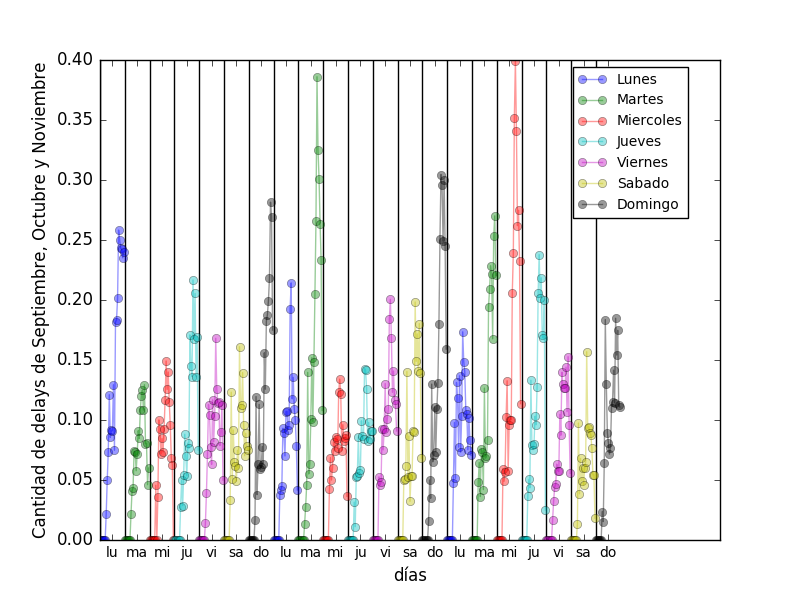 Cantidad de delays de Septiembre, Octubre y Noviembre
0.40
0.35
0.30
0.25
0.20
0.15
0.10
0.05
0.00
Lunes
Martes
Miercoles
Jueves
Viernes
Sabado
Domingo
lu ma mi ju vi sa do lu ma mi ju vi sa do lu ma mi ju vi sa do
días